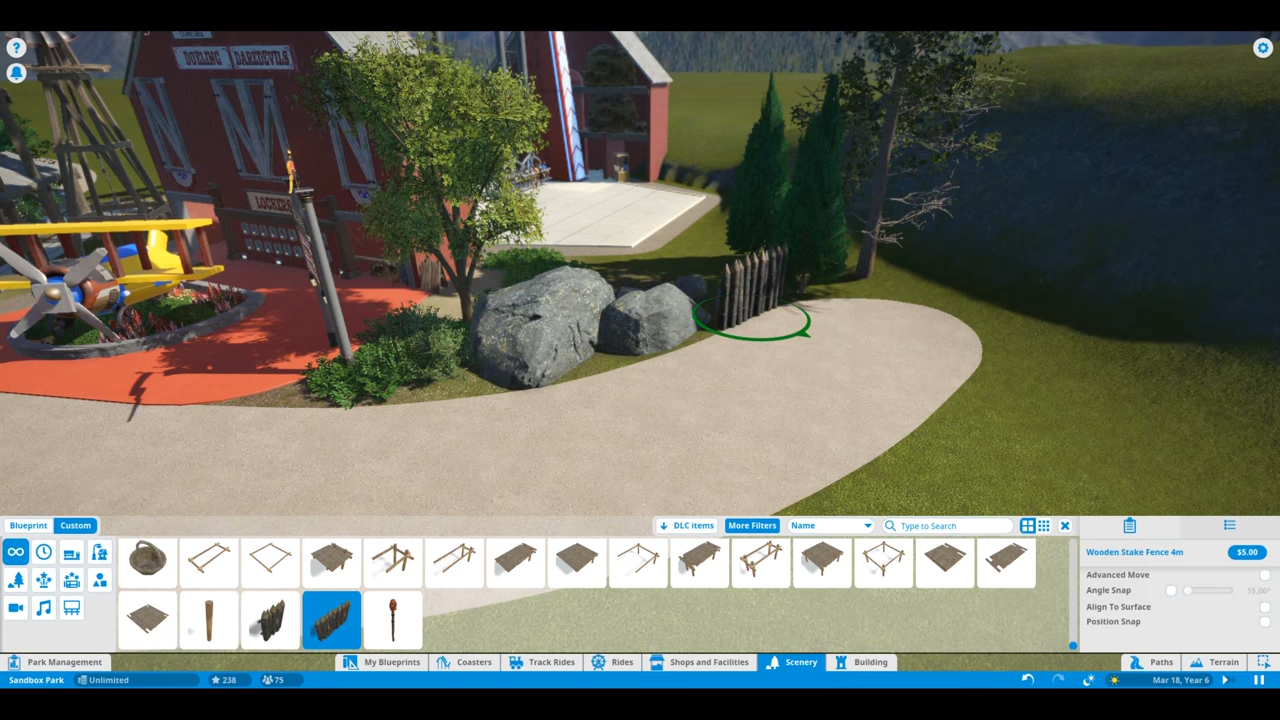 DUELING DAREDEVILS
LOCKERS
Blueprint Custom
DLC items More Filters Name Type to Search
Wooden Stake Fence 4m $5.00
Advanced Move
Angle Snap 15.00°
Align To Surface
Position Snap
Park Management My Blueprints Coasters Track Rides Rides Shops and Facilities Scenery Building Paths Terrain
Sandbox Park Unlimited 238 75 Mar 18, Year 6